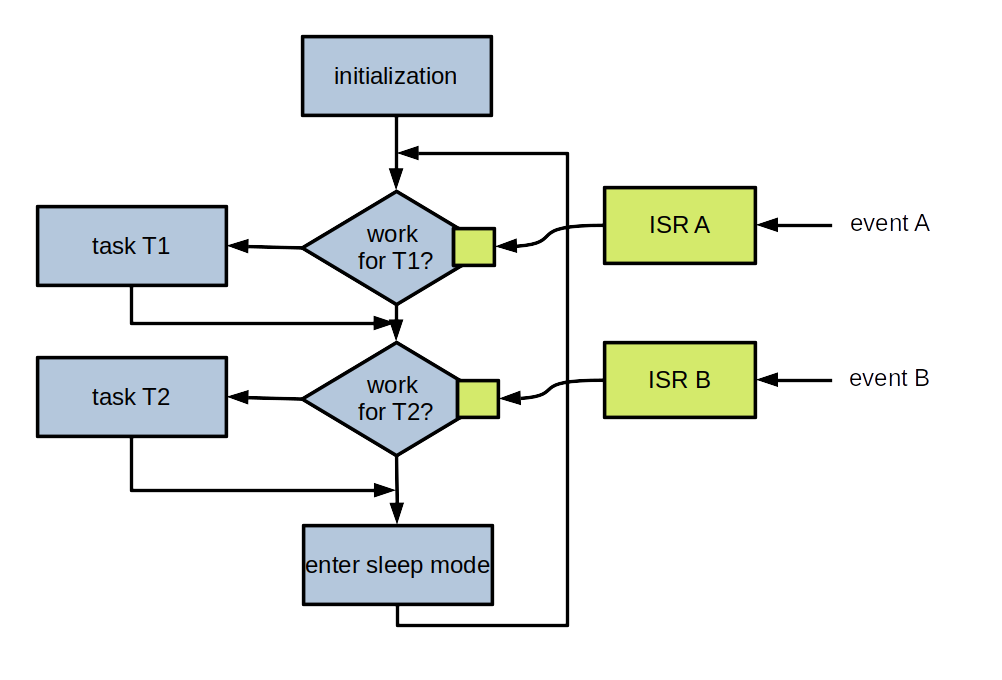 initialization
work
for T1?
task T1
ISR A
event A
work
for T2?
task T2
ISR B
event B
enter sleep mode